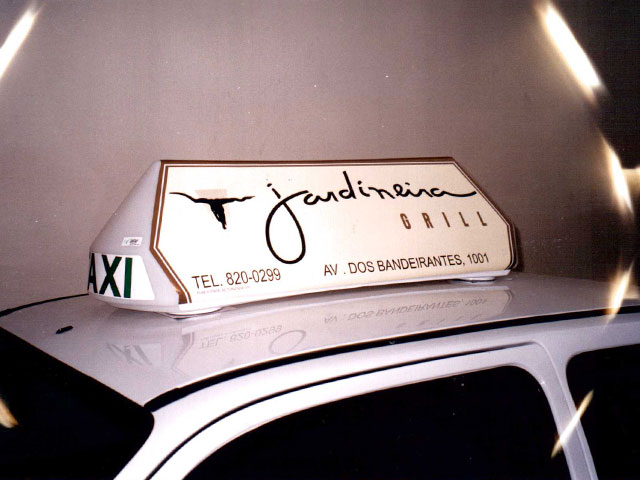 AXI
Jardineira
GRILL
TEL. 820-0299
AV. DOS BANDEIRANTES, 1001